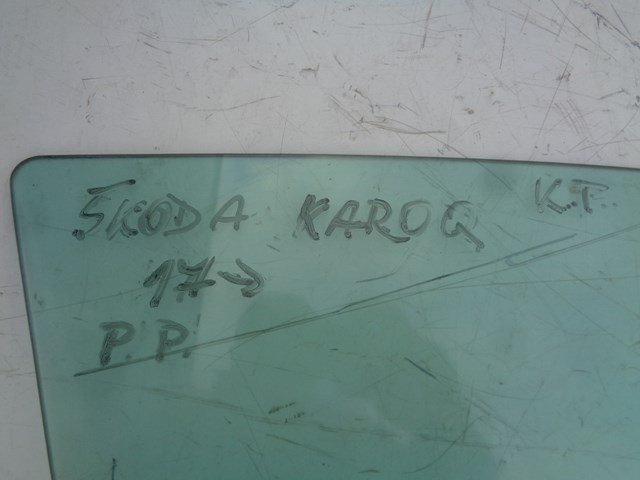 ŠKODA KAROQ K.T.
17→
P.P.